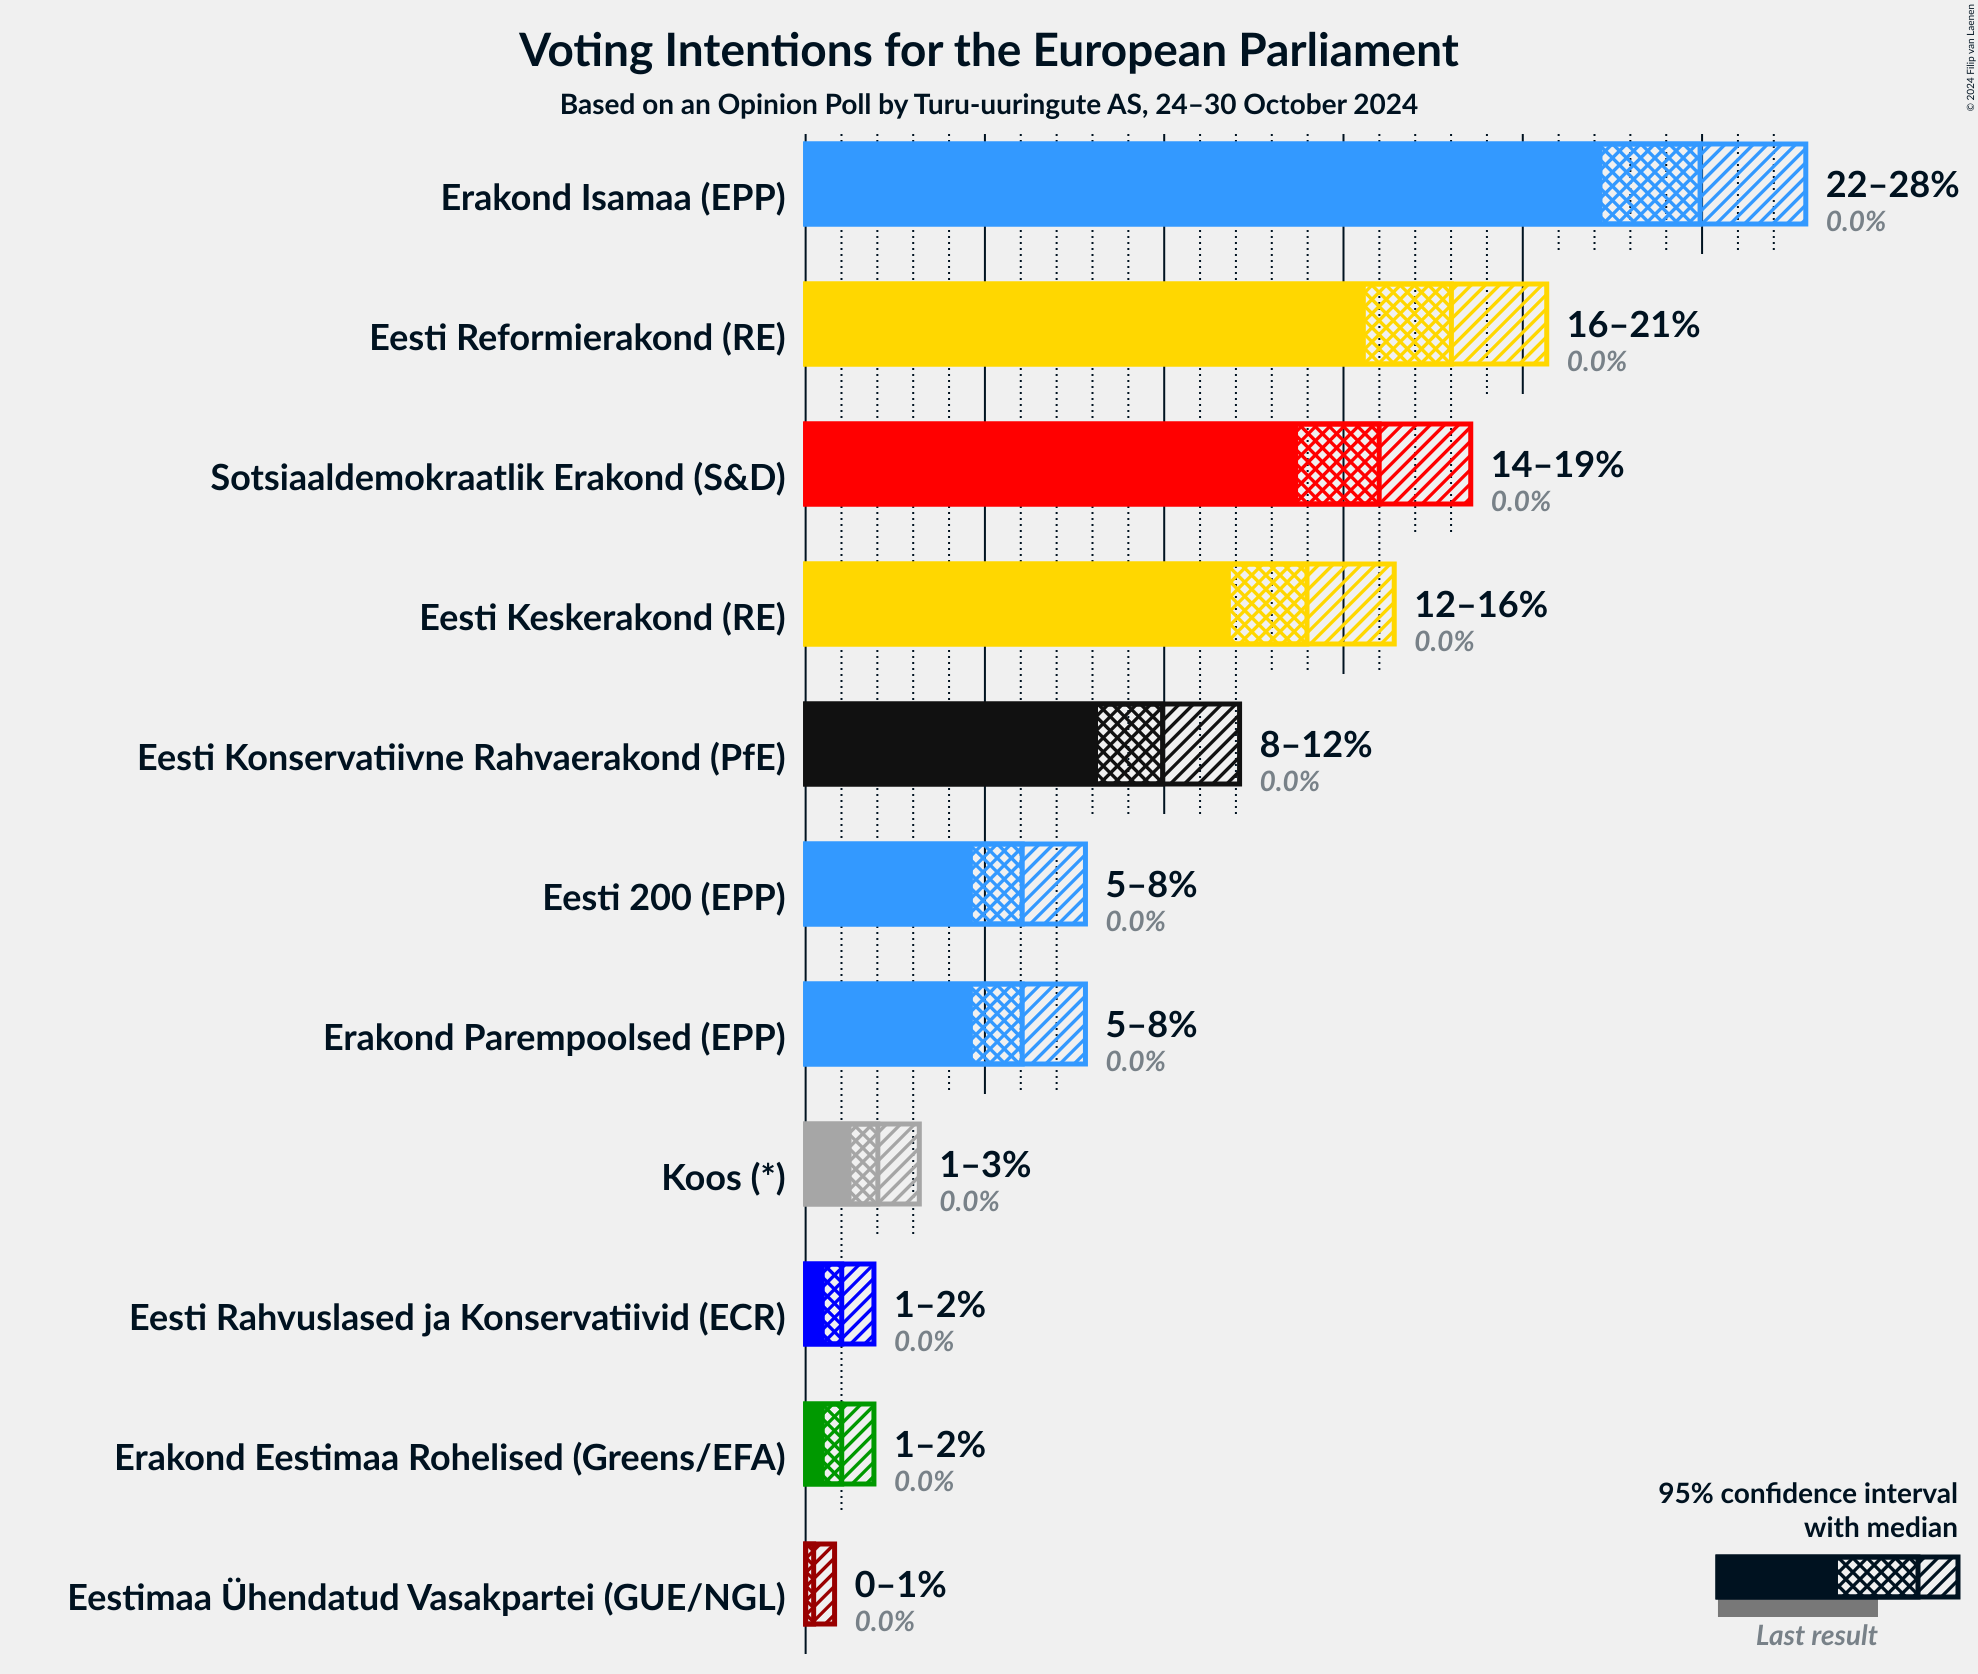 Voting Intentions for the European Parliament
Based on an Opinion Poll by Turu-uuringute AS, 24–30 October 2024
© 2024 Filip van Laenen
Erakond Isamaa (EPP)
22–28%
0.0%
Eesti Reformierakond (RE)
16–21%
0.0%
Sotsiaaldemokraatlik Erakond (S&D)
14–19%
0.0%
Eesti Keskerakond (RE)
12–16%
0.0%
Eesti Konservatiivne Rahvaerakond (PfE)
8–12%
0.0%
Eesti 200 (EPP)
5–8%
0.0%
Erakond Parempoolsed (EPP)
5–8%
0.0%
Koos (*)
1–3%
0.0%
Eesti Rahvuslased ja Konservatiivid (ECR)
1–2%
0.0%
Erakond Eestimaa Rohelised (Greens/EFA)
1–2%
0.0%
Eestimaa Ühendatud Vasakpartei (GUE/NGL)
0–1%
0.0%
95% confidence interval
with median
Last result